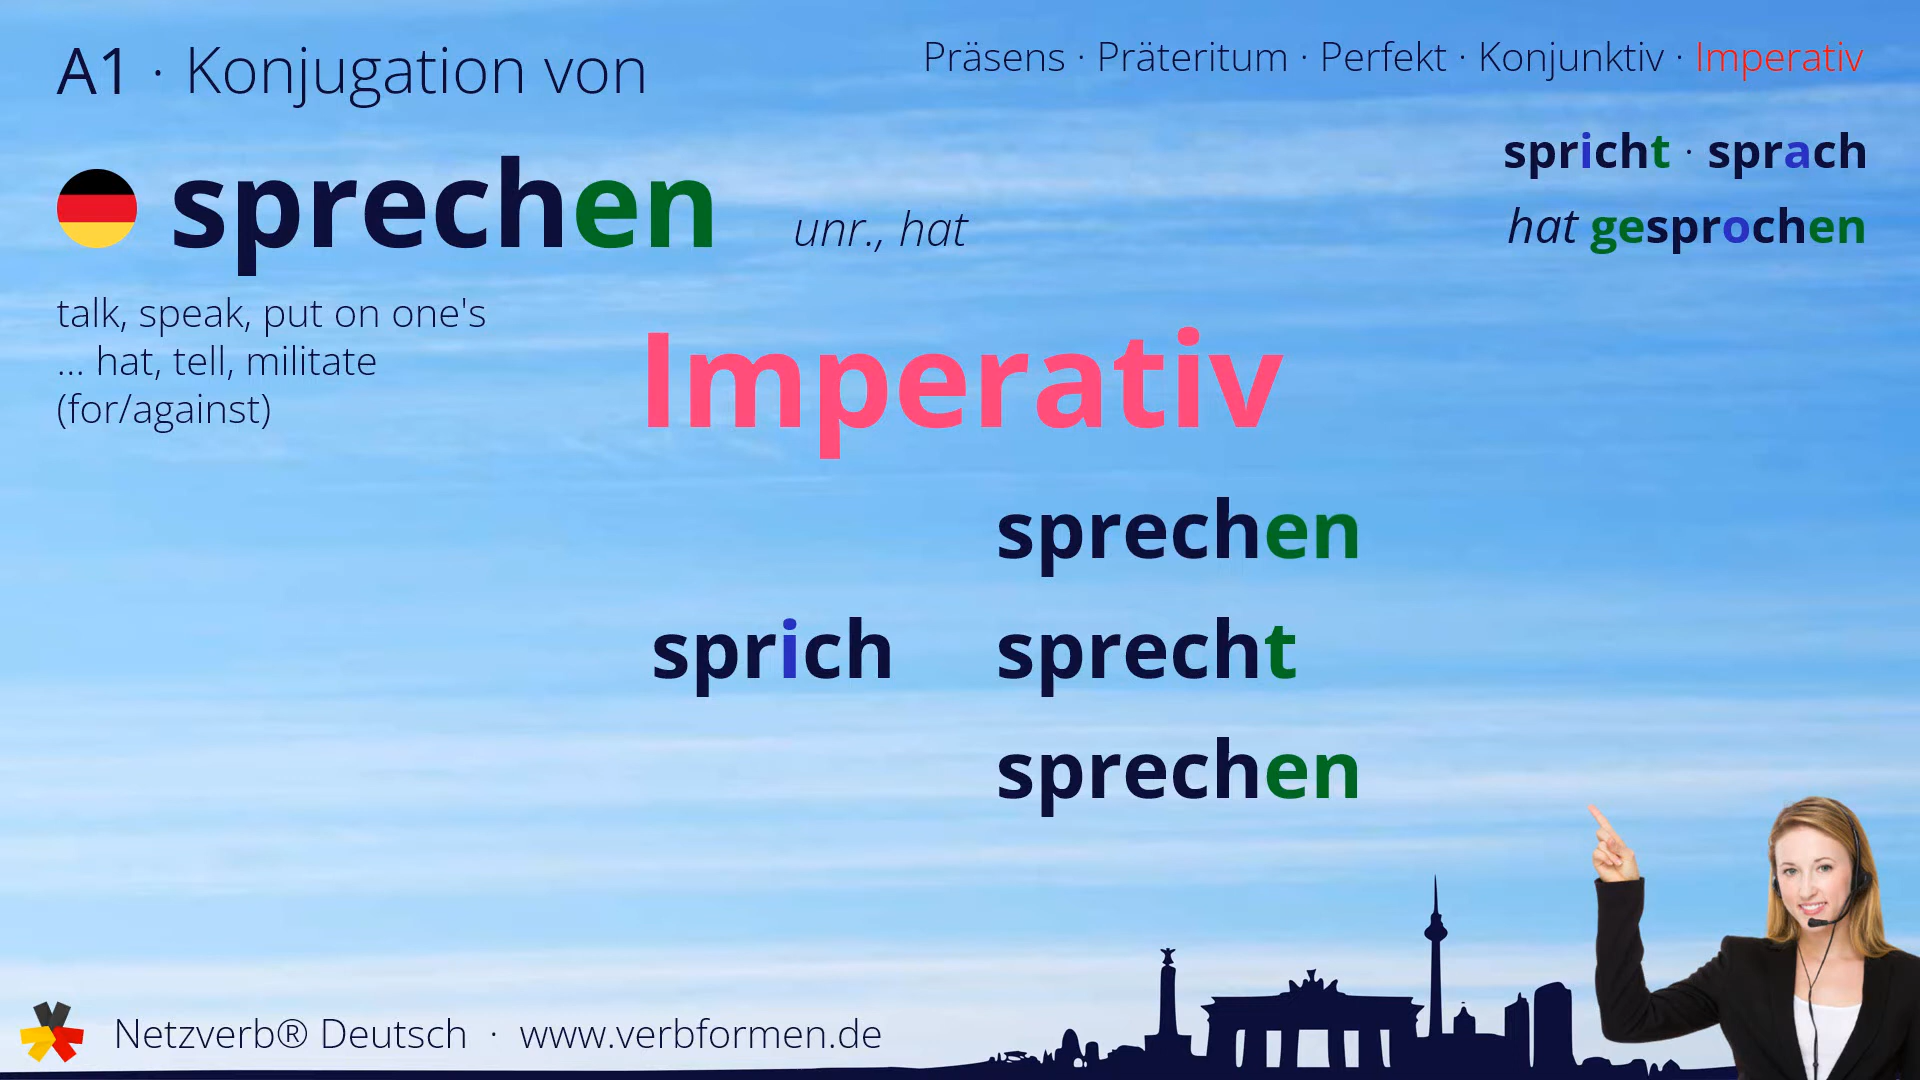 A1 · Konjugation von
Präsens · Präteritum · Perfekt · Konjunktiv · Imperativ
sprechen unr., hat
spricht · sprach
hat gesprochen
talk, speak, put on one's
... hat, tell, militate
(for/against)
Imperativ
sprechen
sprich sprecht
sprechen
Netzverb® Deutsch · www.verbformen.de